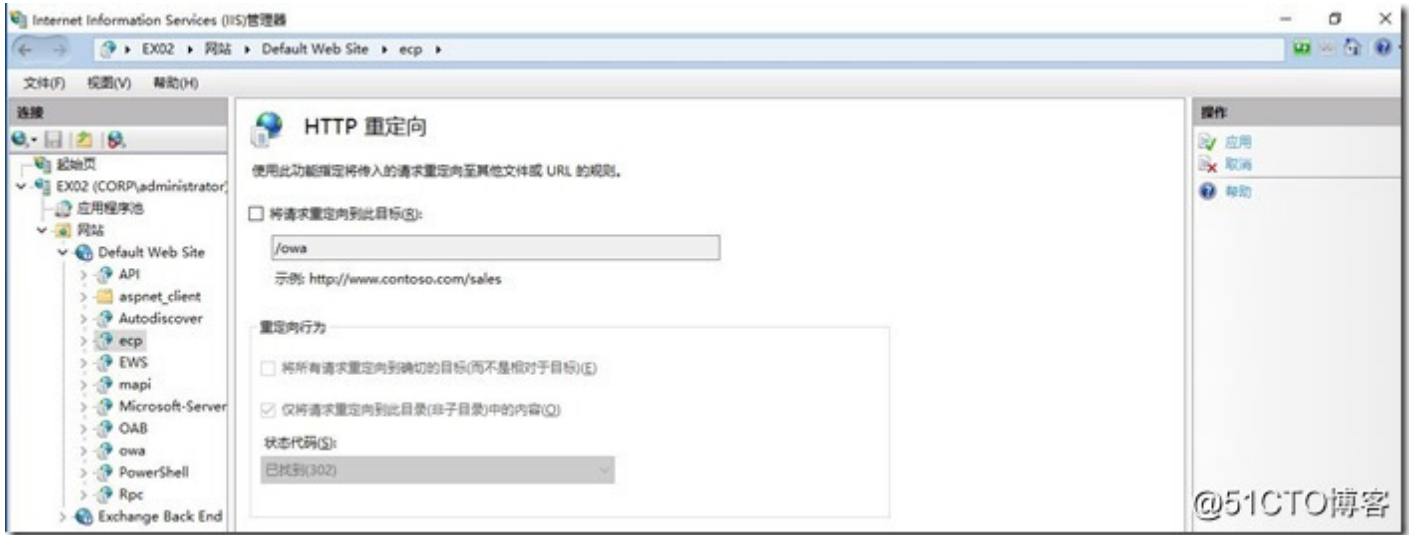 Internet Information Services (IIS)管理器
EX02 网站 Default Web Site ecp
文件(F) 视图(V) 帮助(H)
连接
起始页
EX02 (CORP\administrator)
应用程序池
网站
Default Web Site
API
aspnet_client
Autodiscover
ecp
EWS
mapi
Microsoft-Server
OAB
owa
PowerShell
Rpc
Exchange Back End
HTTP 重定向
使用此功能指定将传入的请求重定向至其他文件或 URL 的规则。
将请求重定向到此目标(R):
/owa
示例: http://www.contoso.com/sales
重定向行为
将所有请求重定向到确切的目标(而不是相对于目标)(E)
仅将请求重定向到此目录(非子目录)中的内容(O)
状态代码(S):
已找到(302)
操作
应用
取消
帮助
@51CTO博客